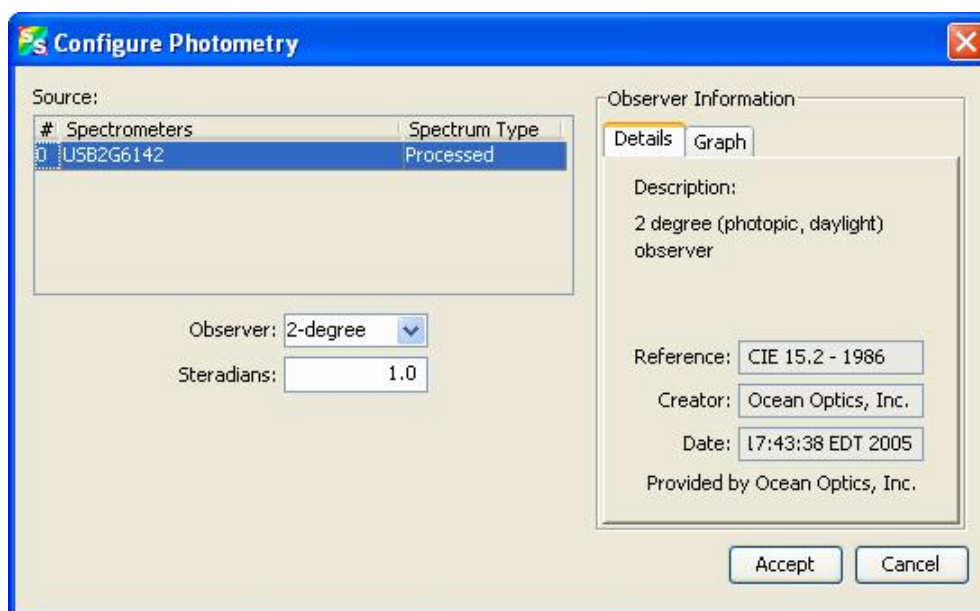 Configure Photometry
Source:
# Spectrometers Spectrum Type
0 USB2G6142 Processed
Observer: 2-degree
Steradians: 1.0
Observer Information
Details Graph
Description:
2 degree (photopic, daylight)
observer
Reference: CIE 15.2 - 1986
Creator: Ocean Optics, Inc.
Date: 17:43:38 EDT 2005
Provided by Ocean Optics, Inc.
Accept Cancel